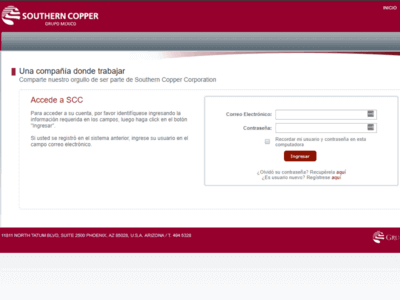 INICIO
SOUTHERN COPPER
GRUPO MEXICO
Una compañía donde trabajar
Comparte nuestro orgullo de ser parte de Southern Copper Corporation
Accede a SCC
Para acceder a su cuenta, por favor identifíquese ingresando la
información requerida en los campos, luego haga click en el botón
"ingresar".
Si usted se registró en el sistema anterior, ingrese su usuario en el
campo correo electrónico.
Correo Electrónico:
Contraseña:
Recordar mi usuario y contraseña en esta
computadora
Ingresar
¿Olvidó su contraseña? Recupérela aquí
¿Es usuario nuevo? Regístrese aquí
NORTH TATUM BLVD, SUITE 2500 PHOENIX, AZ 85028, U.S.A, ARIZONA / T.